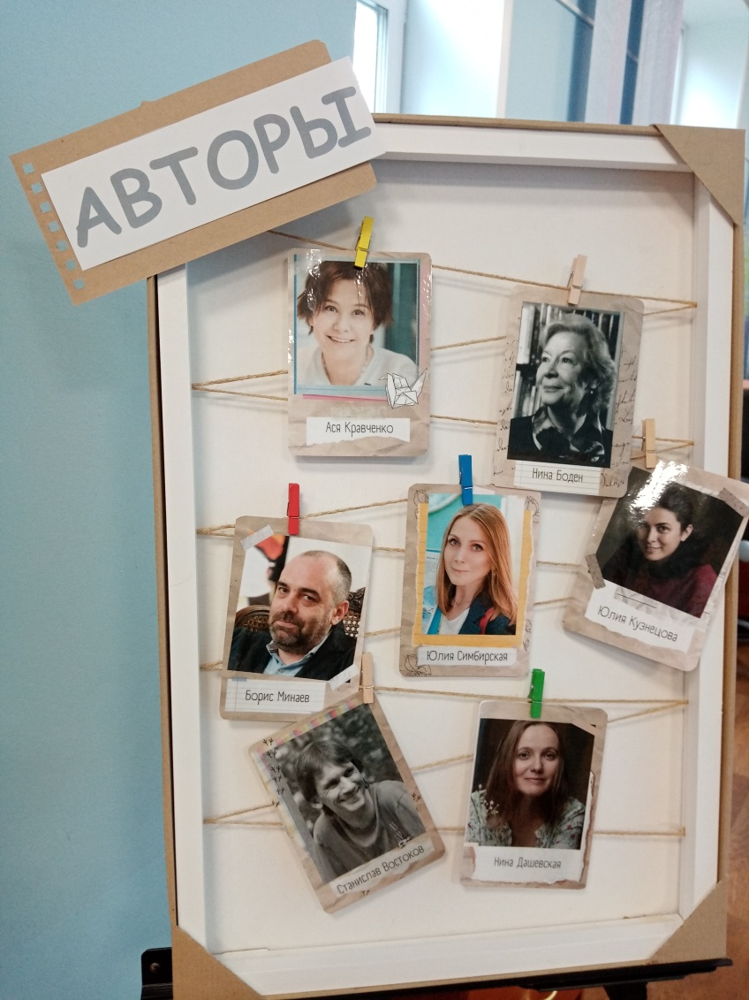 АВТОРЫ
Ася Кравченко
Нина Боден
Юлия Кузнецова
Юлия Симбирская
Борис Минаев
Станислав Востоков
Нина Дашевская